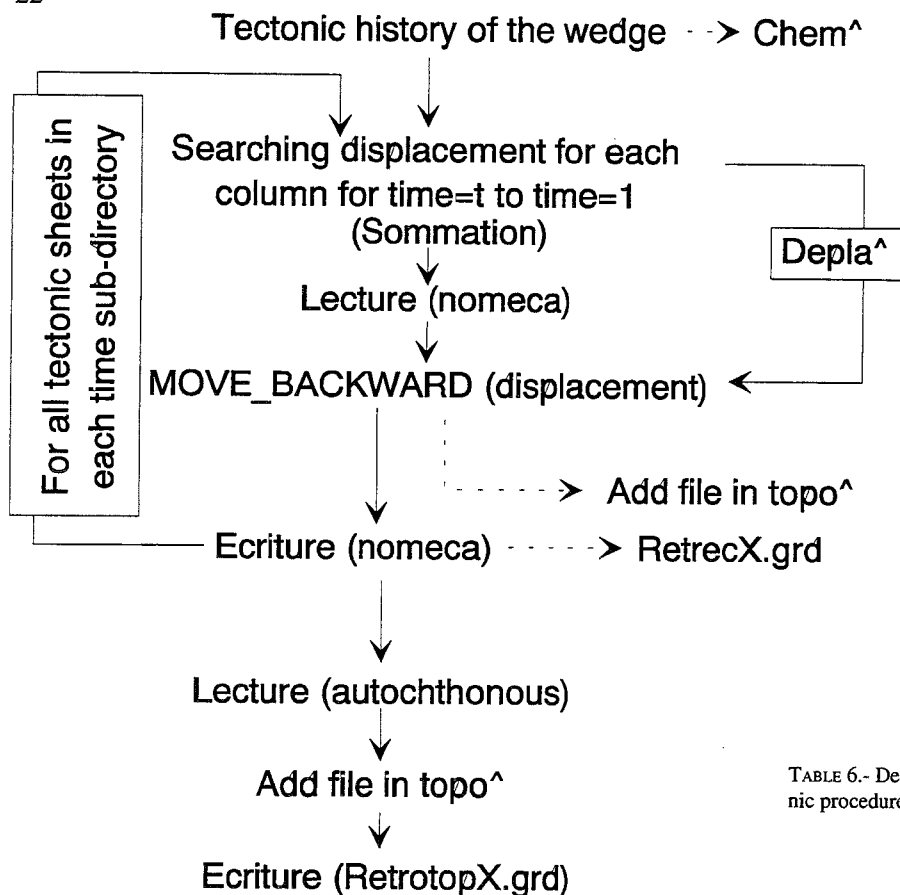 Tectonic history of the wedge
Chem^
Searching displacement for each
column for time=t to time=1
(Sommation)
Depla^
For all tectonic sheets in
each time sub-directory
Lecture (nomeca)
MOVE_BACKWARD (displacement)
Add file in topo^
Ecriture (nomeca)
RetrecX.grd
Lecture (autochthonous)
Add file in topo^
Ecriture (RetrotopX.grd)
TABLE 6.- De
nic procedure